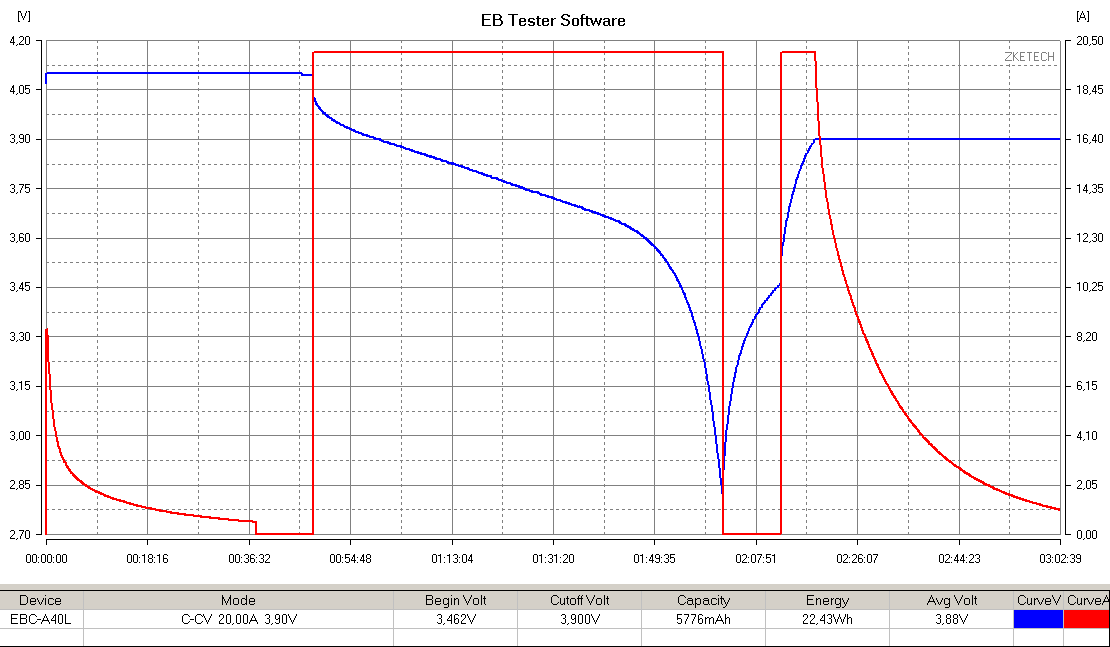 [V] EB Tester Software [A]
4,20 20,50
ZKETECH
4,05 18,45
3,90 16,40
3,75 14,35
3,60 12,30
3,45 10,25
3,30 8,20
3,15 6,15
3,00 4,10
2,85 2,05
2,70 0,00
00:00:00 00:18:16 00:36:32 00:54:48 01:13:04 01:31:20 01:49:35 02:07:51 02:26:07 02:44:23 03:02:39
Device Mode Begin Volt Cutoff Volt Capacity Energy Avg Volt CurveV CurveA
EBC-A40L C-CV 20,00A 3,90V 3,462V 3,900V 5776mAh 22,43Wh 3,88V